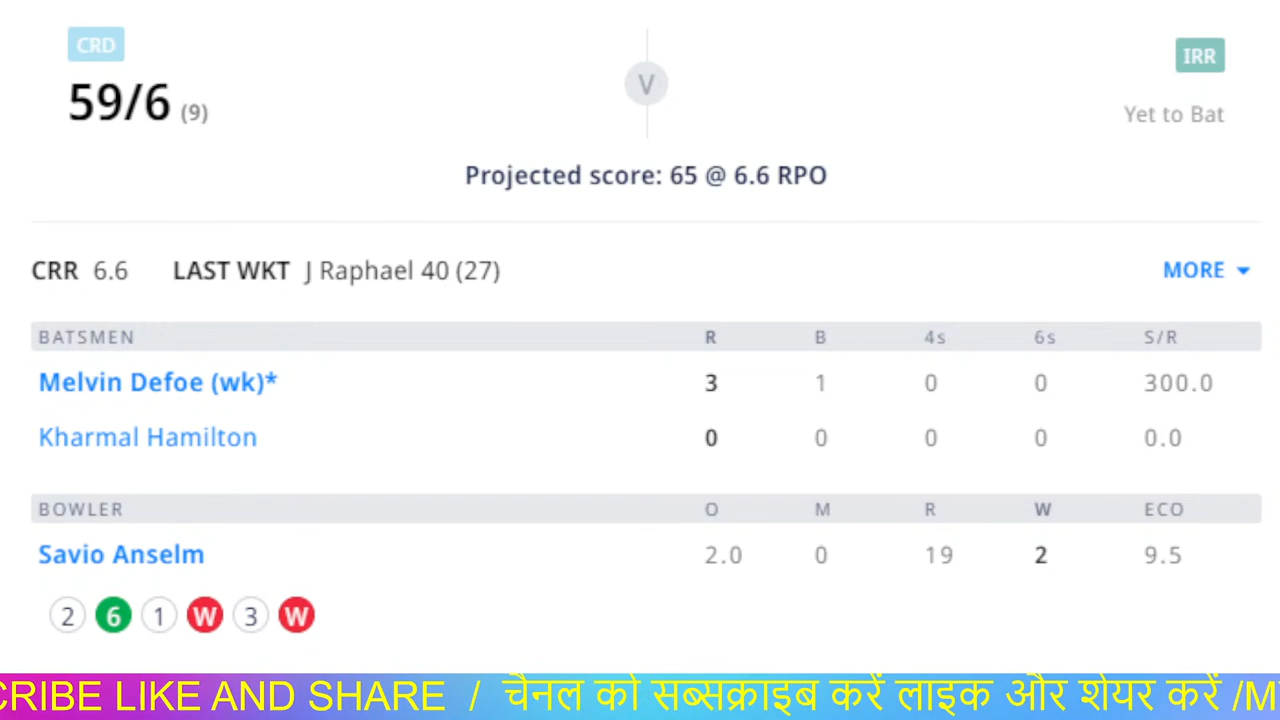 CRD
59/6 (9)
V
IRR
Yet to Bat
Projected score: 65 @ 6.6 RPO
CRR 6.6 LAST WKT J Raphael 40 (27)
MORE
BATSMEN R B 4s 6s S/R
Melvin Defoe (wk)* 3 1 0 0 300.0
Kharmal Hamilton 0 0 0 0 0.0
BOWLER O M R W ECO
Savio Anselm 2.0 0 19 2 9.5
2 6 1 W 3 W
CRIBE LIKE AND SHARE / चैनल को सब्सक्राइब करें लाइक और शेयर करें /M